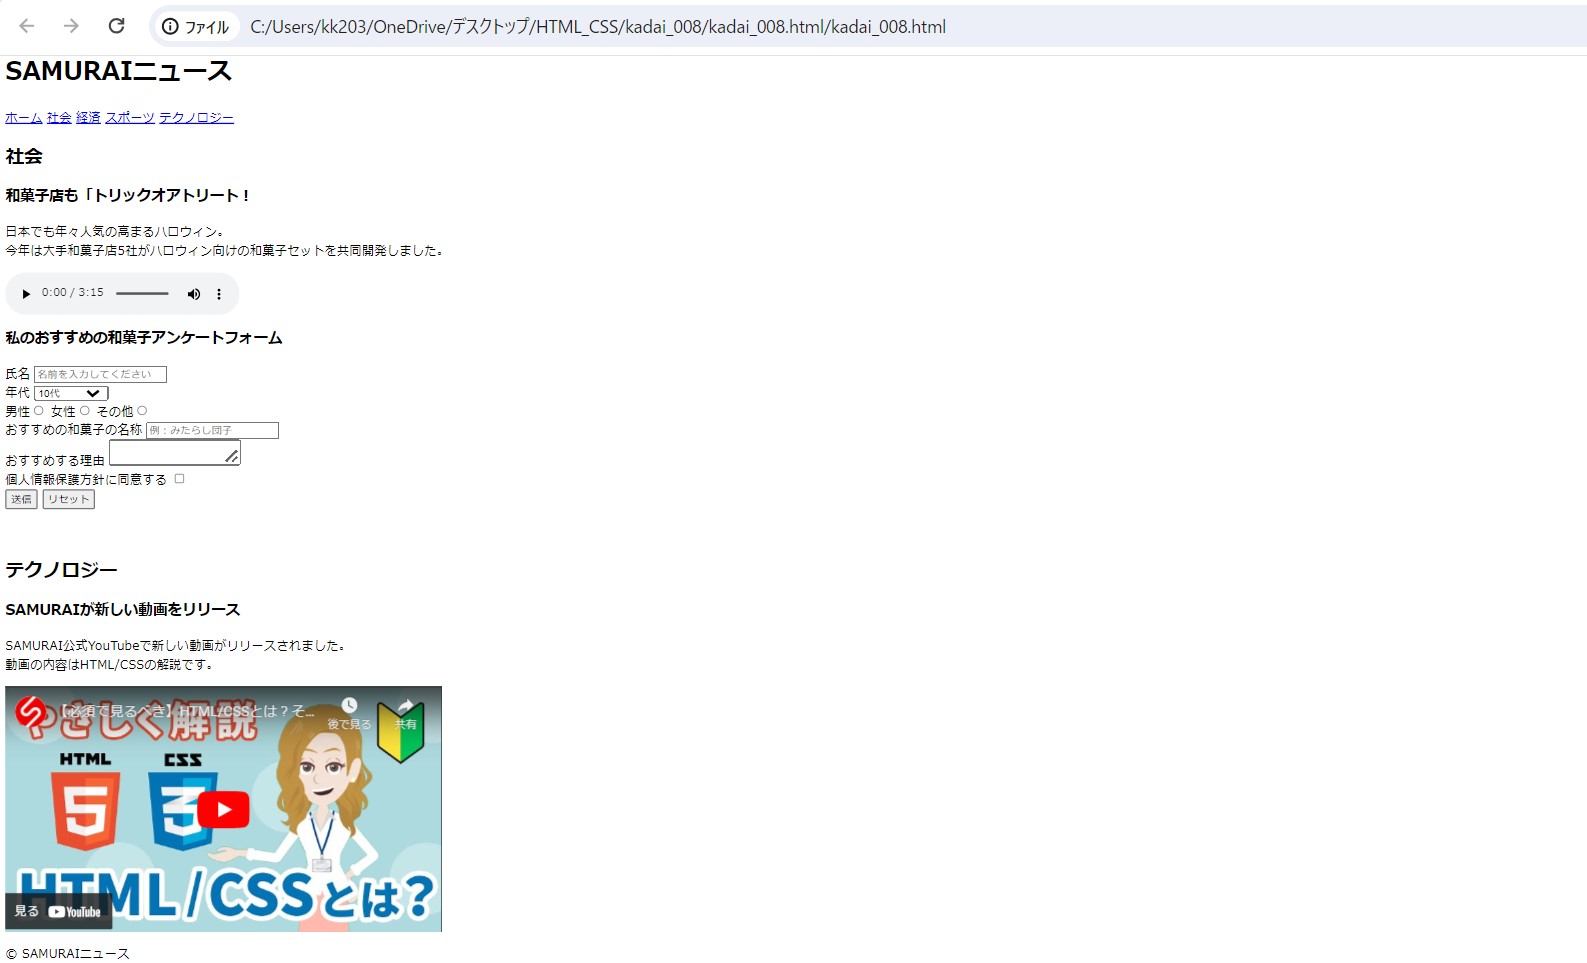 ファイル C:/Users/kk203/OneDrive/デスクトップ/HTML_CSS/kadai_008/kadai_008.html/kadai_008.html
SAMURAIニュース
ホーム 社会 経済 スポーツ テクノロジー
社会
和菓子店も「トリックオアトリート！
日本でも年々人気の高まるハロウィン。
今年は大手和菓子店5社がハロウィン向けの和菓子セットを共同開発しました。
0:00 / 3:15
私のおすすめの和菓子アンケートフォーム
氏名 名前を入力してください
年代 10代
男性 女性 その他
おすすめの和菓子の名称 例：みたらし団子
おすすめする理由
個人情報保護方針に同意する
送信 リセット
テクノロジー
SAMURAIが新しい動画をリリース
SAMURAI公式YouTubeで新しい動画がリリースされました。
動画の内容はHTML/CSSの解説です。
【必須で見るべき】HTML/CSSとは？そ...
後で見る 共有
やさしく解説
HTML CSS
5 3
HTML/CSSとは？
見る YouTube
© SAMURAIニュース